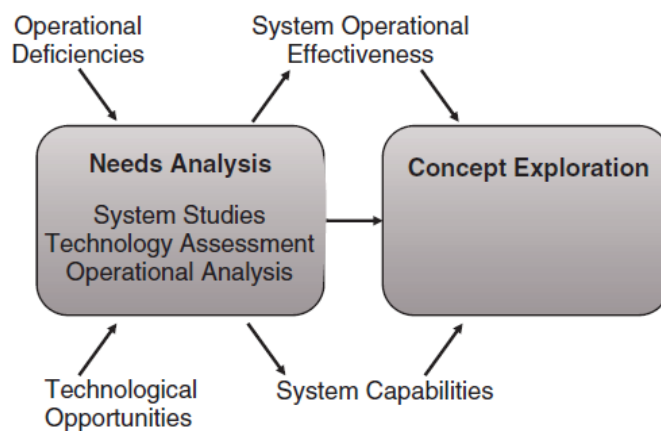 Operational
Deficiencies
System Operational
Effectiveness
Needs Analysis
System Studies
Technology Assessment
Operational Analysis
Concept Exploration
Technological
Opportunities
System Capabilities